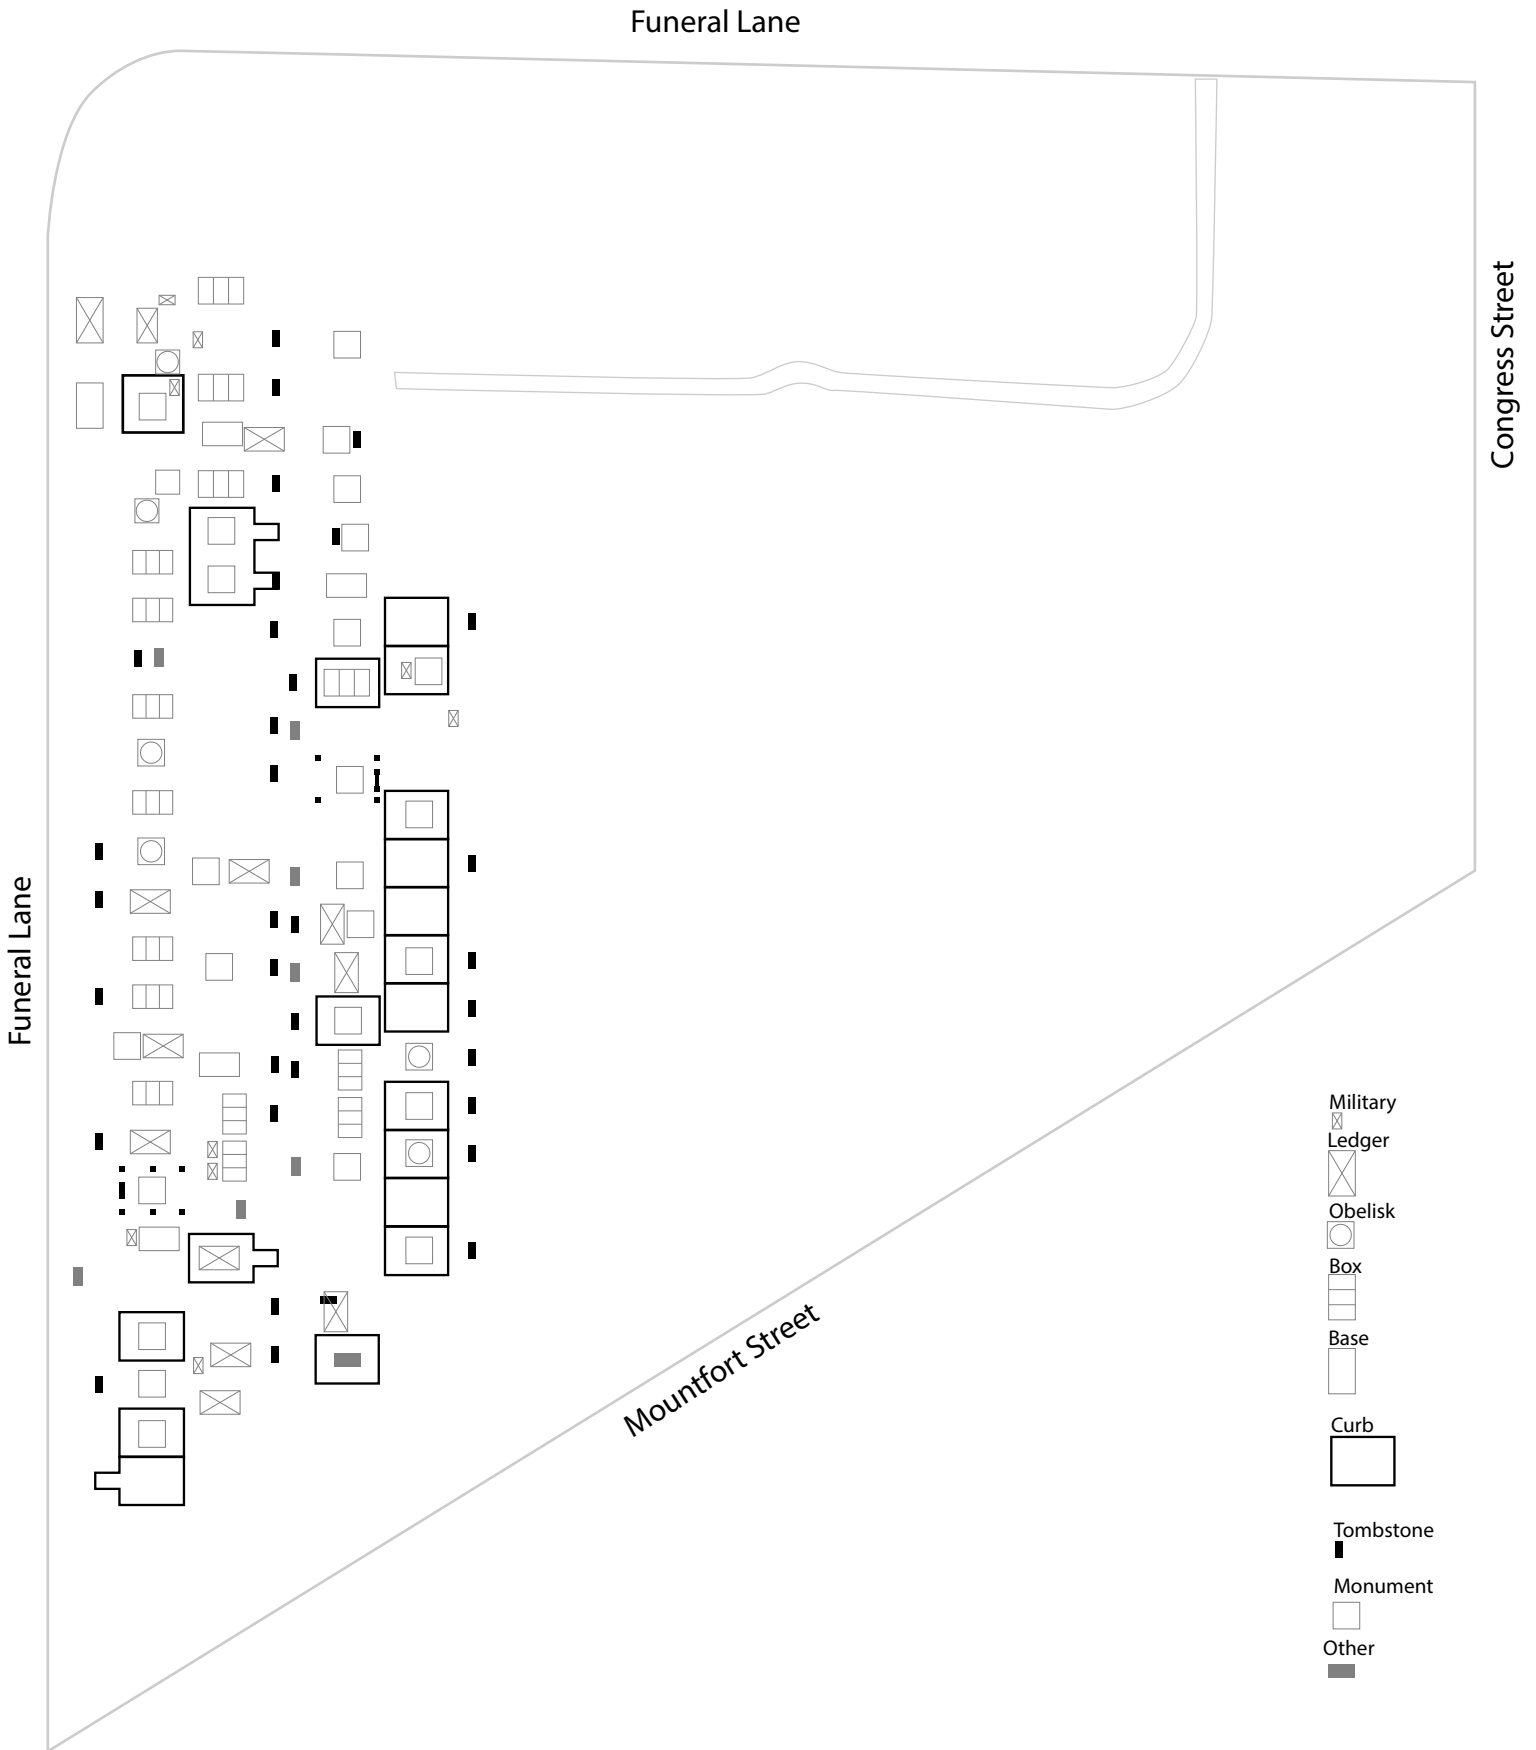 Funeral Lane
Congress Street
Funeral Lane
Mountfort Street
Military
Ledger
Obelisk
Box
Base
Curb
Tombstone
Monument
Other